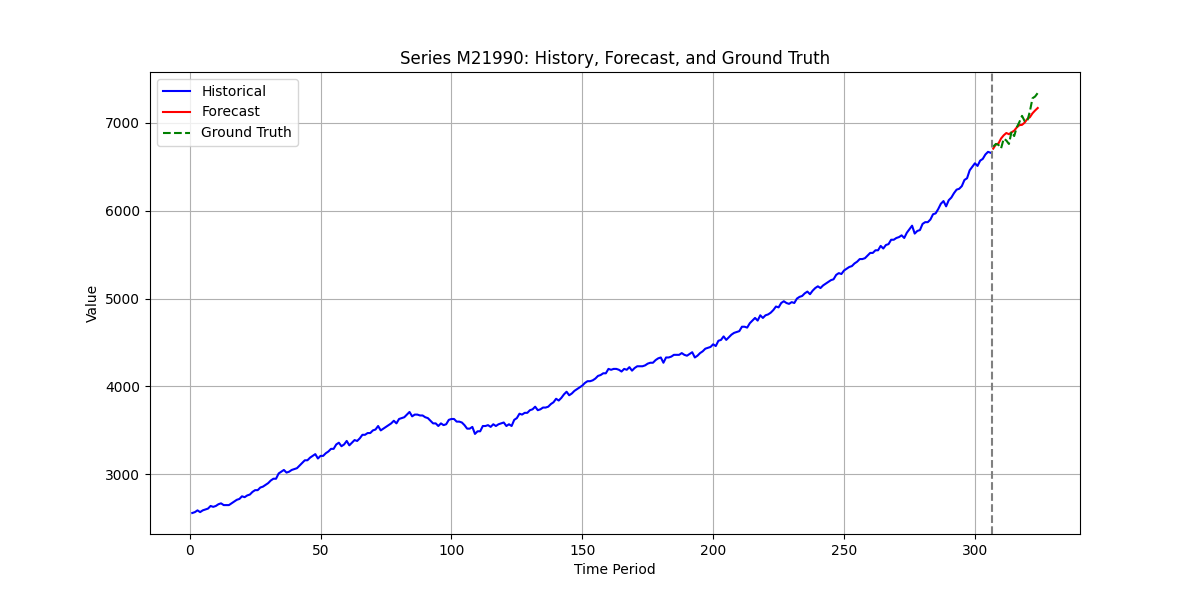 Series M21990: History, Forecast, and Ground Truth
Historical
Forecast
Ground Truth
7000
6000
5000
4000
3000
Value
0 50 100 150 200 250 300
Time Period